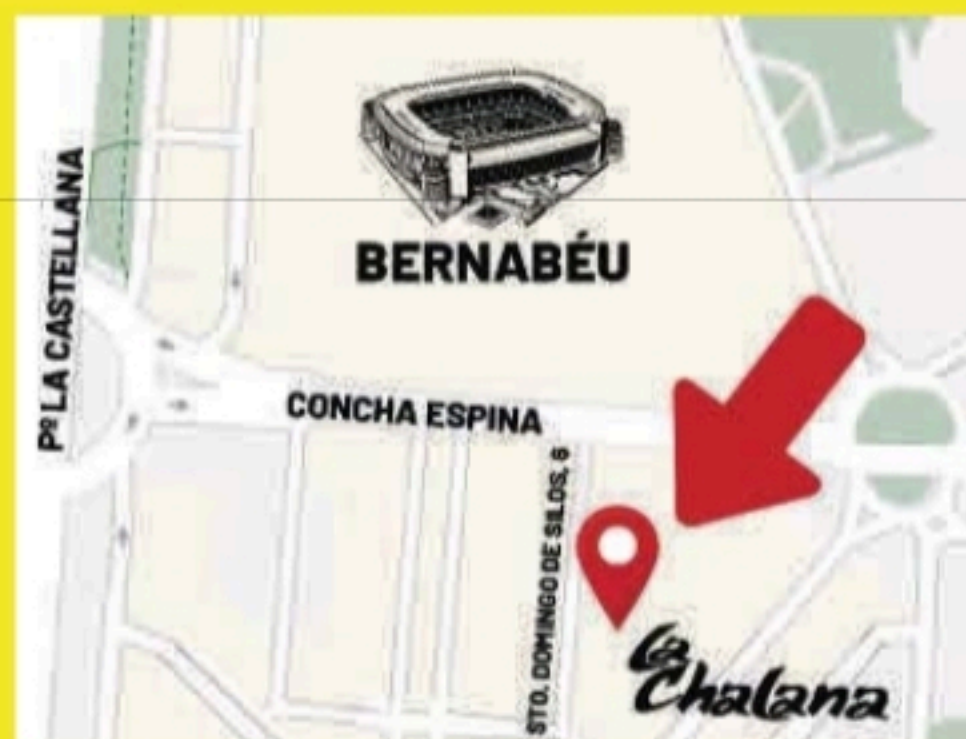 BERNABÉU
Pº LA CASTELLANA
CONCHA ESPINA
STO. DOMINGO DE SILOS, 6
La
Chalana